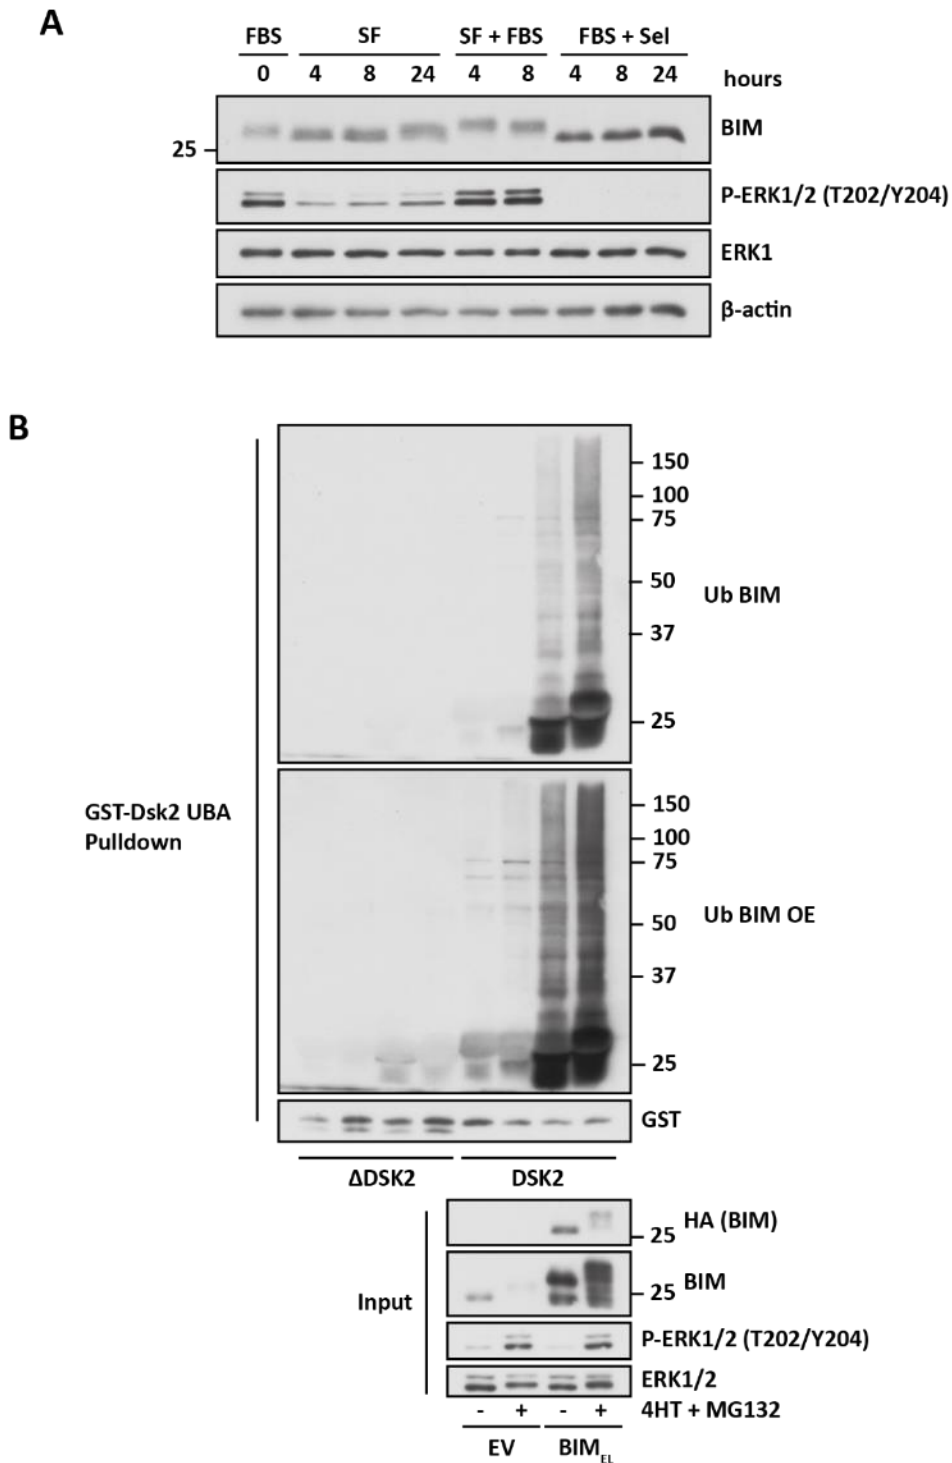 A
FBS SF SF + FBS FBS + Sel
0 4 8 24 4 8 4 8 24 hours
BIM
25
P-ERK1/2 (T202/Y204)
ERK1
β-actin
B
150
100
75
50
Ub BIM
37
25
GST-Dsk2 UBA
Pulldown
150
100
75
50
Ub BIM OE
37
25
GST
ΔDSK2 DSK2
HA (BIM)
25
BIM
25
Input
P-ERK1/2 (T202/Y204)
ERK1/2
- + - + 4HT + MG132
EV BIM_EL